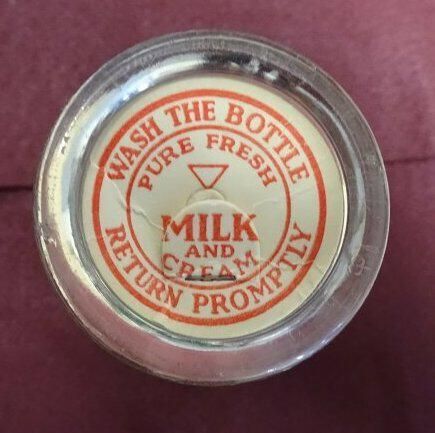 WASH THE BOTTLE
PURE FRESH
MILK
AND
CREAM
RETURN PROMPTLY